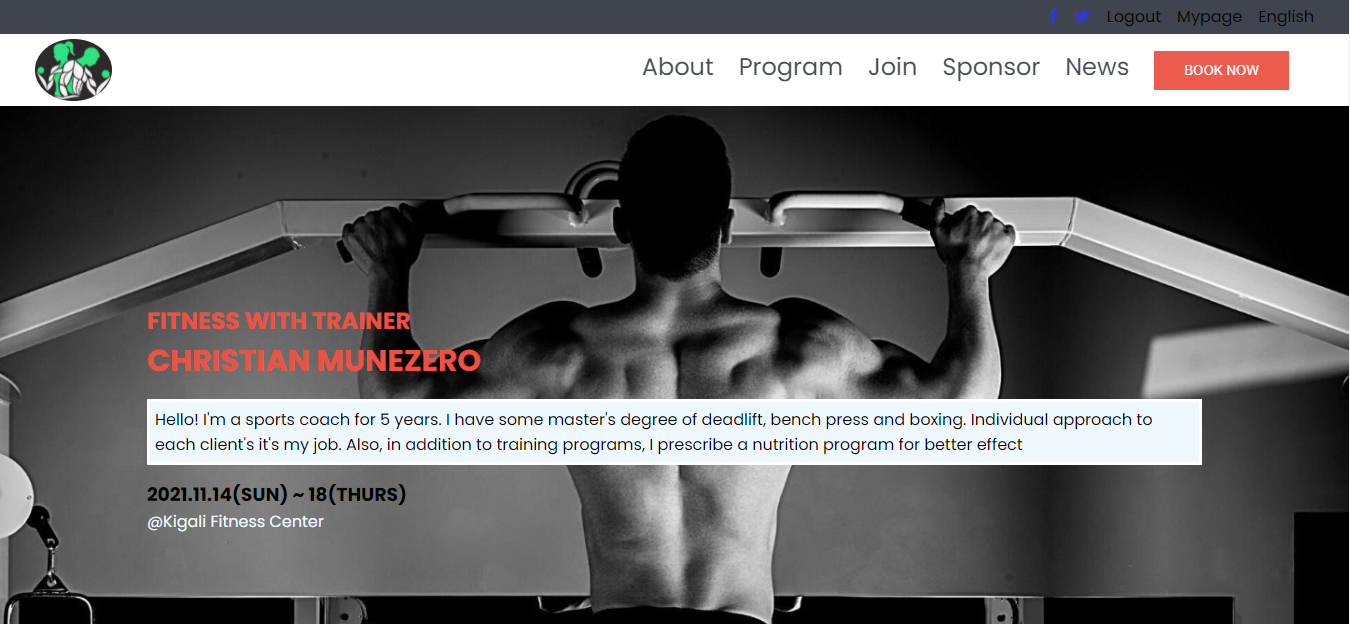 Logout Mypage English
About Program Join Sponsor News BOOK NOW
FITNESS WITH TRAINER
CHRISTIAN MUNEZERO
Hello! I'm a sports coach for 5 years. I have some master's degree of deadlift, bench press and boxing. Individual approach to
each client's it's my job. Also, in addition to training programs, I prescribe a nutrition program for better effect
2021.11.14(SUN) ~ 18(THURS)
@Kigali Fitness Center